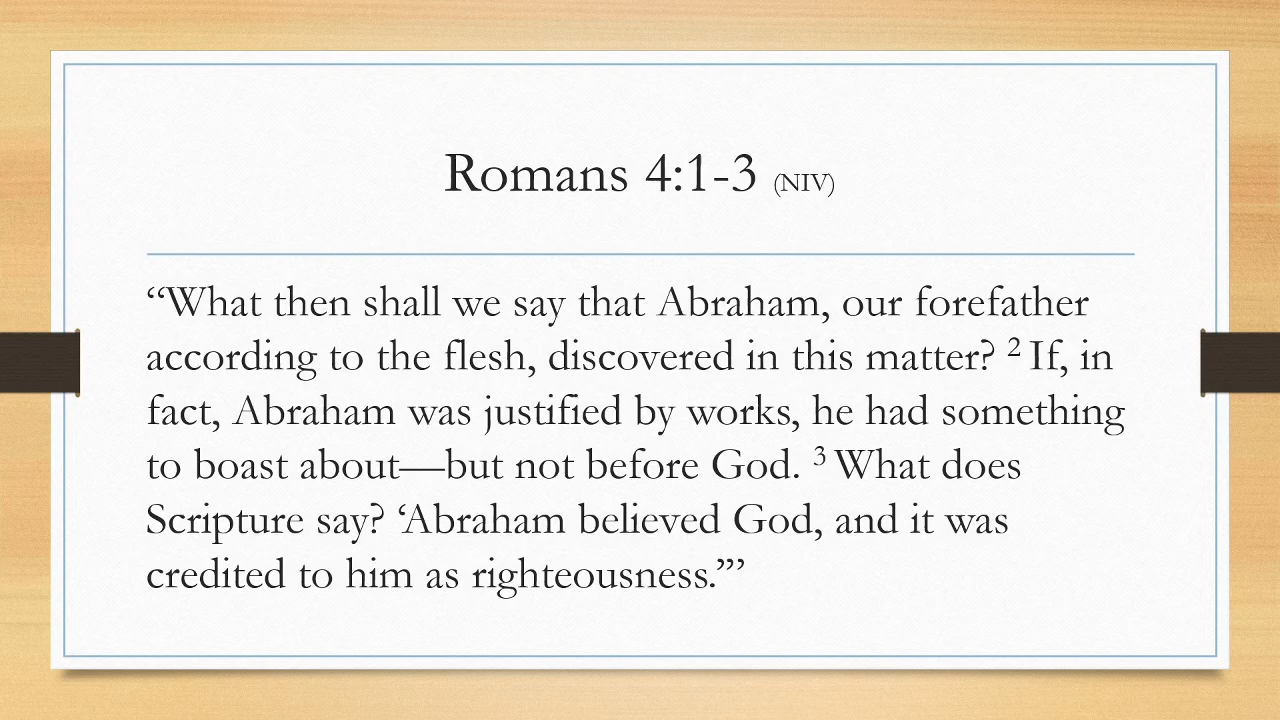 Romans 4:1-3 (NIV)
“What then shall we say that Abraham, our forefather
according to the flesh, discovered in this matter? ² If, in
fact, Abraham was justified by works, he had something
to boast about—but not before God. ³ What does
Scripture say? ‘Abraham believed God, and it was
credited to him as righteousness.”’